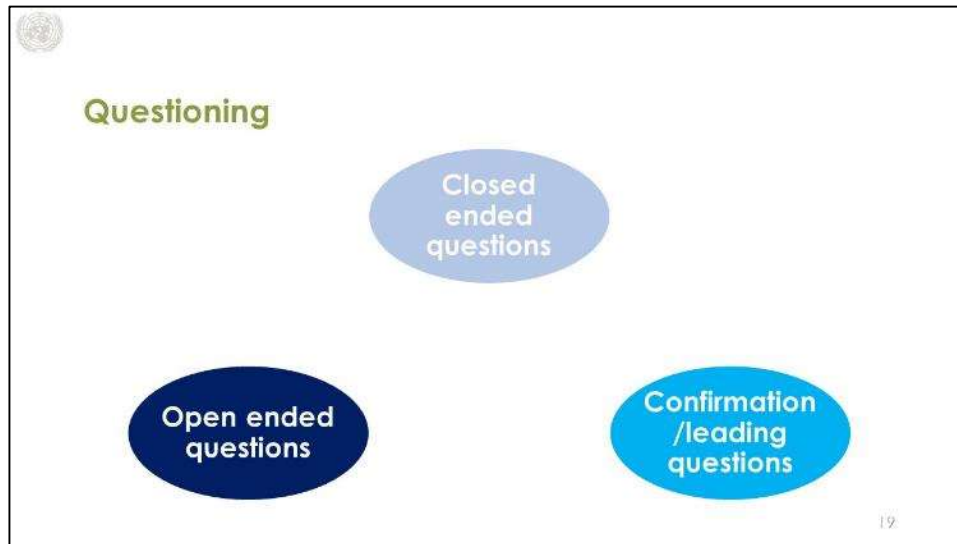 Questioning
Closed
ended
questions
Open ended
questions
Confirmation
/leading
questions
19